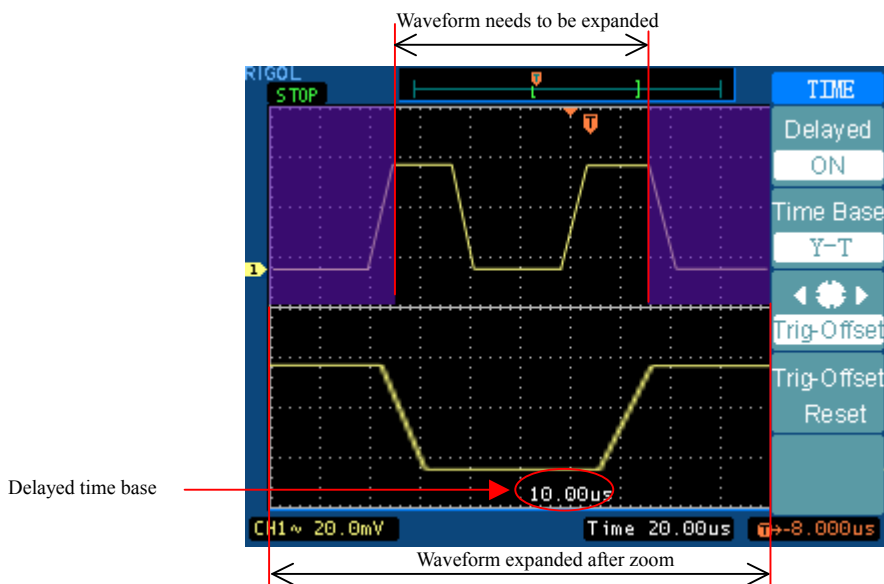 Waveform needs to be expanded
RIGOL
STOP
T
TIME
T
Delayed
ON
Time Base
Y-T
1
Trig-Offset
Trig-Offset
Reset
Delayed time base
10.00us
CH1~ 20.0mV
Time 20.00us
T→-8.000us
Waveform expanded after zoom